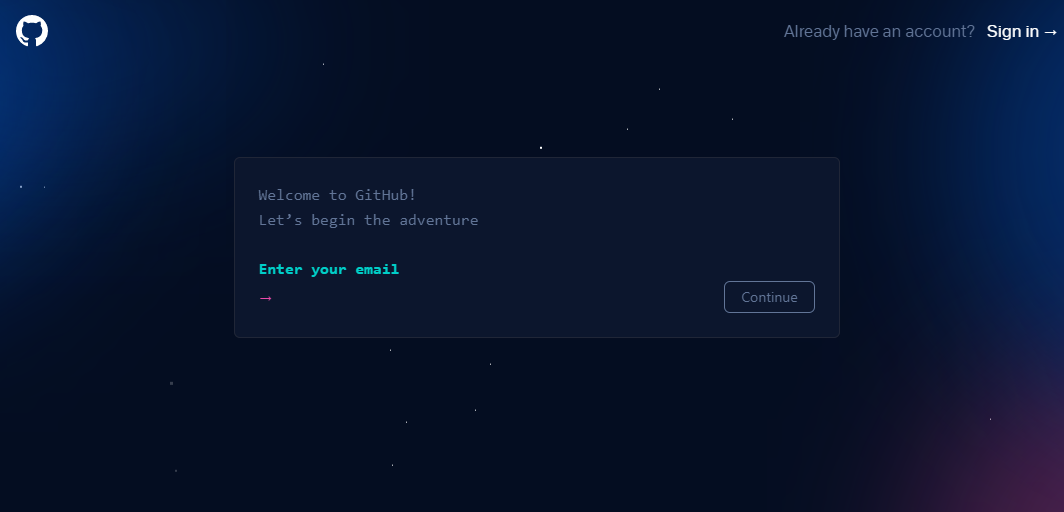 Already have an account? Sign in →
Welcome to GitHub!
Let’s begin the adventure
Enter your email
→
Continue